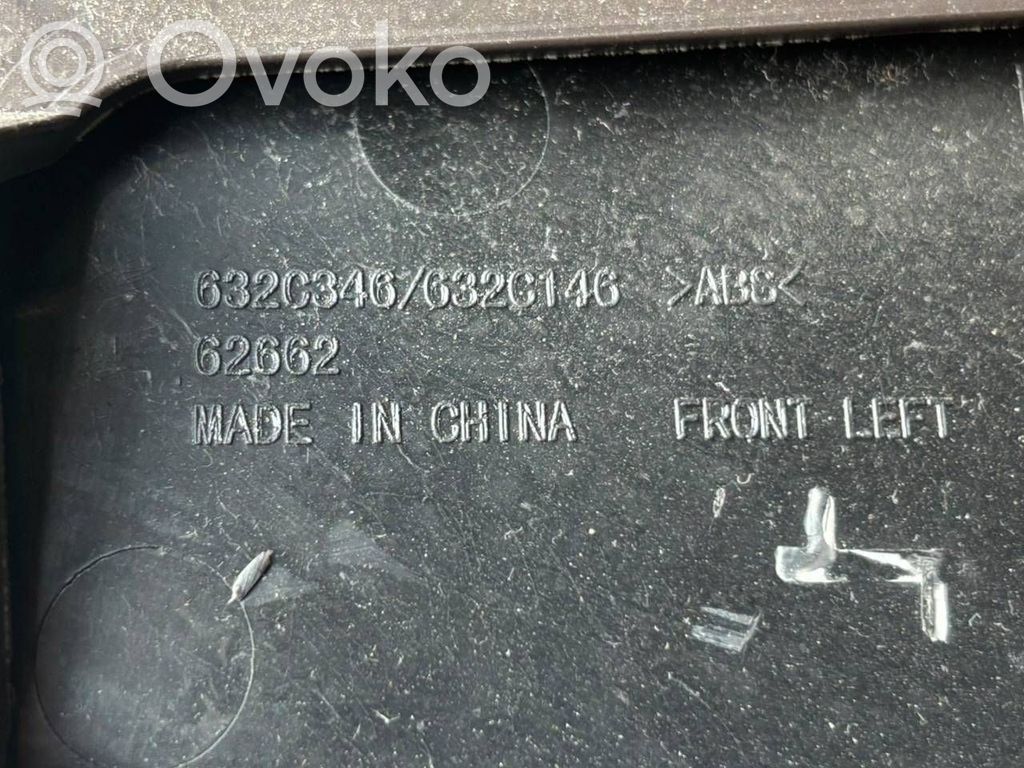 Ovoko
632C346/632C146 >ABS<
62662
MADE IN CHINA FRONT LEFT